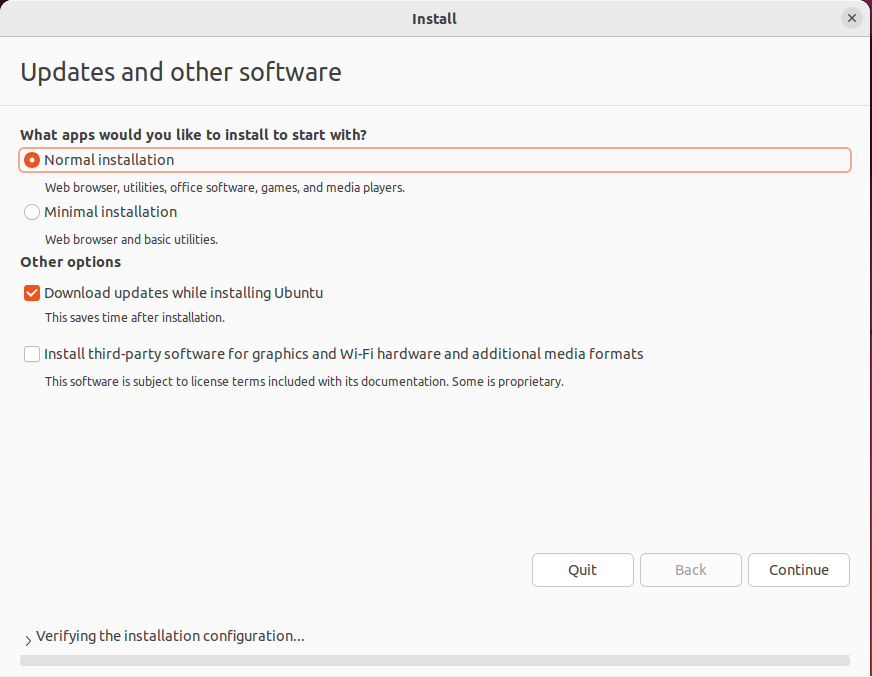 Install
Updates and other software
What apps would you like to install to start with?
Normal installation
Web browser, utilities, office software, games, and media players.
Minimal installation
Web browser and basic utilities.
Other options
Download updates while installing Ubuntu
This saves time after installation.
Install third-party software for graphics and Wi-Fi hardware and additional media formats
This software is subject to license terms included with its documentation. Some is proprietary.
Quit Back Continue
Verifying the installation configuration...